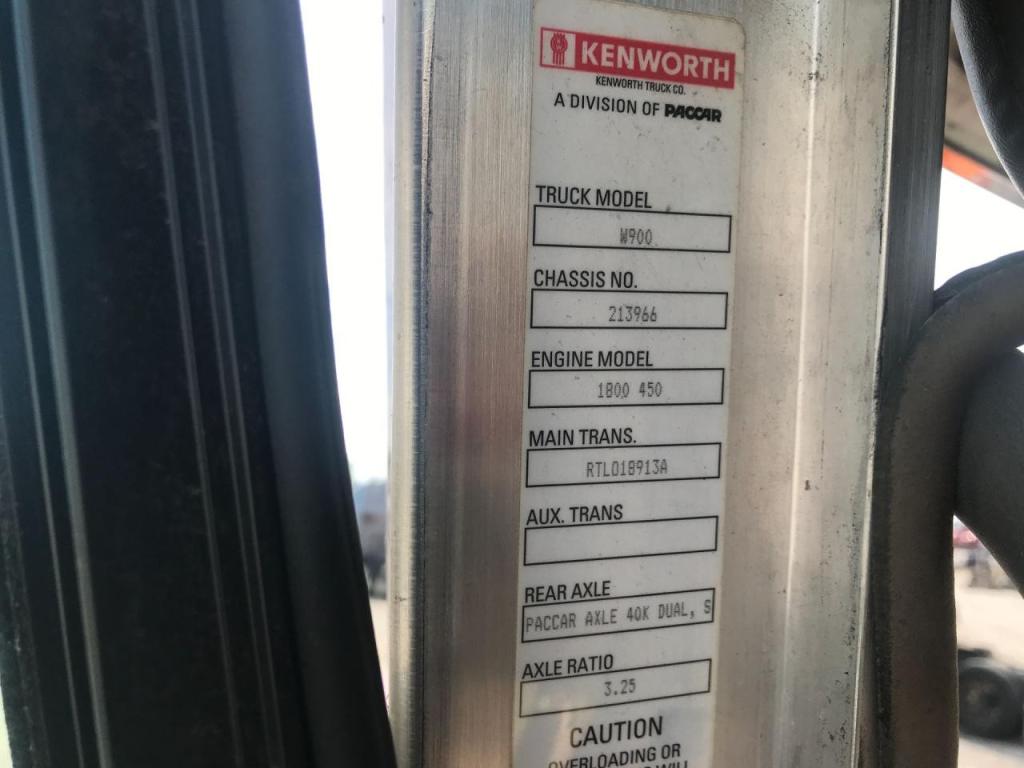 KENWORTH
KENWORTH TRUCK CO.
A DIVISION OF PACCAR
TRUCK MODEL
W900
CHASSIS NO.
213966
ENGINE MODEL
1800 450
MAIN TRANS.
RTLO18913A
AUX. TRANS
REAR AXLE
PACCAR AXLE 40K DUAL, S
AXLE RATIO
3.25
CAUTION
OVERLOADING OR
WILL